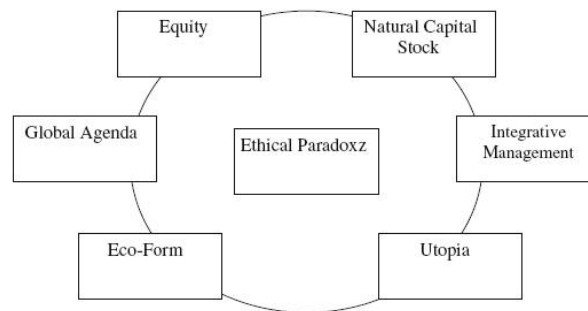 Equity
Natural Capital
Stock
Global Agenda
Ethical Paradoxz
Integrative
Management
Eco-Form
Utopia